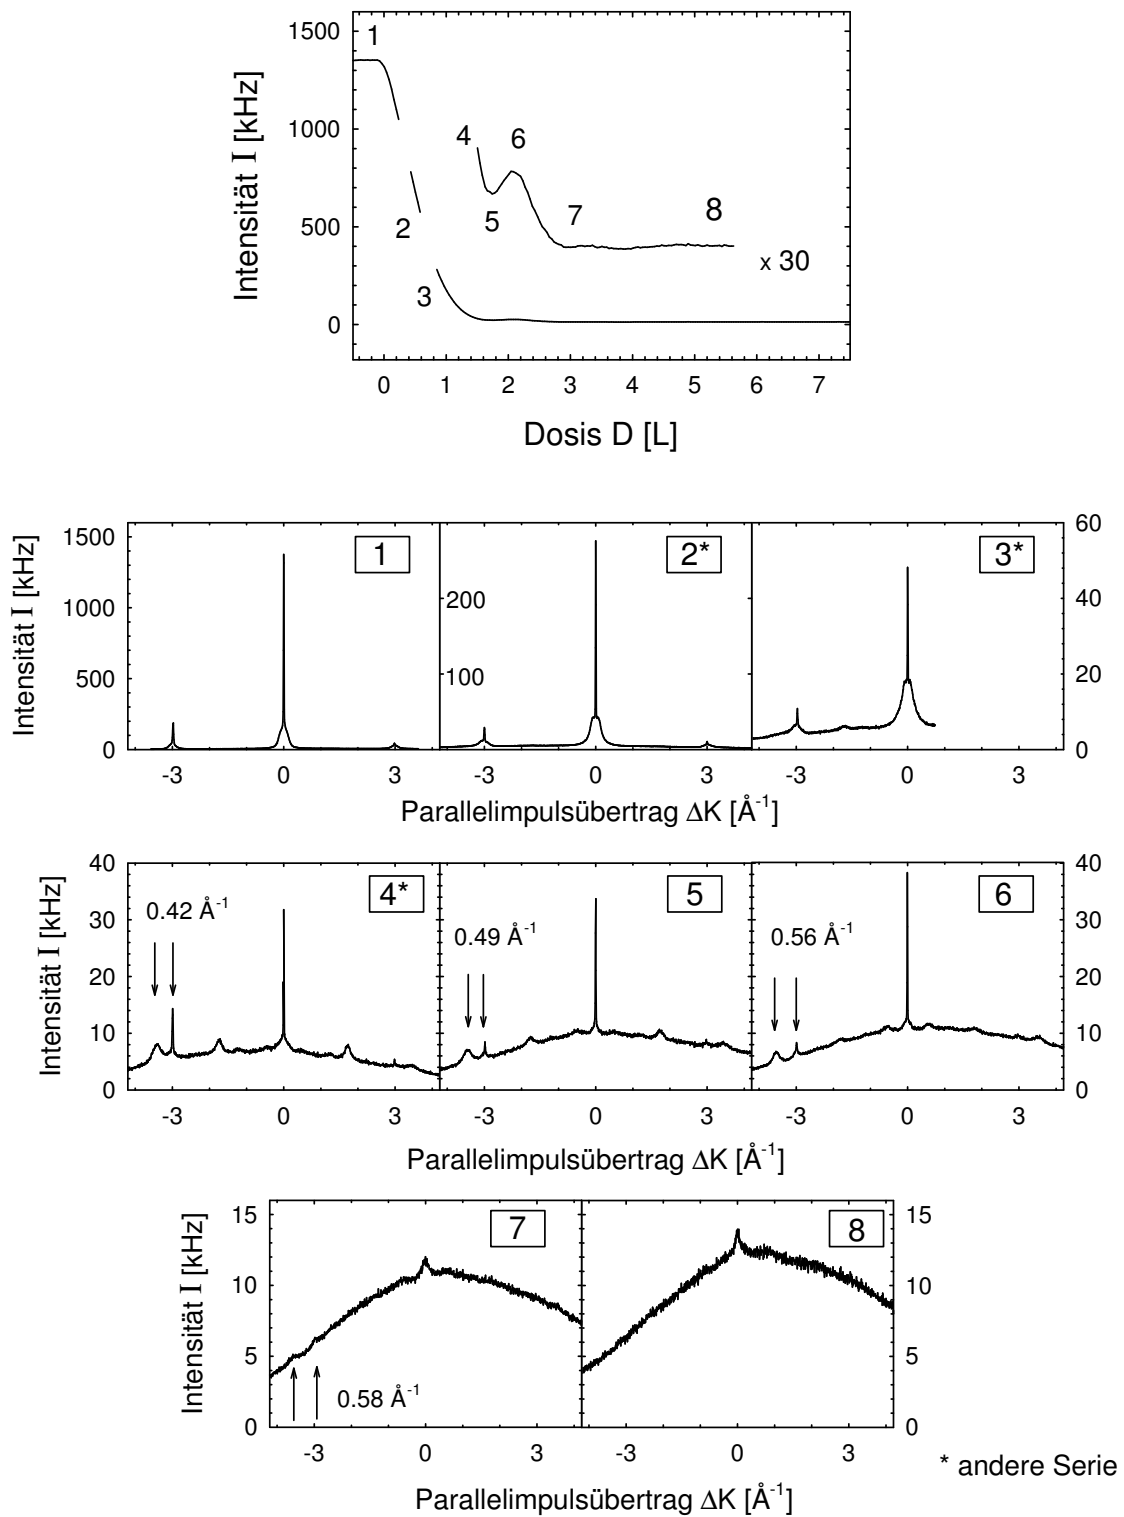 1500
1000
500
0
Intensität I [kHz]
1
2
3
4
5
6
7
8
x 30
0 1 2 3 4 5 6 7
Dosis D [L]
1500
1000
500
0
Intensität I [kHz]
1
2*
200
100
3*
60
40
20
0
-3 0 3 -3 0 3 -3 0 3
Parallelimpulsübertrag ΔK [Å-1]
40
30
20
10
0
Intensität I [kHz]
4*
0.42 Å-1
5
0.49 Å-1
6
0.56 Å-1
40
30
20
10
0
-3 0 3 -3 0 3 -3 0 3
Parallelimpulsübertrag ΔK [Å-1]
15
10
5
0
Intensität I [kHz]
7
0.58 Å-1
8
15
10
5
0
-3 0 3 -3 0 3
Parallelimpulsübertrag ΔK [Å-1]
* andere Serie